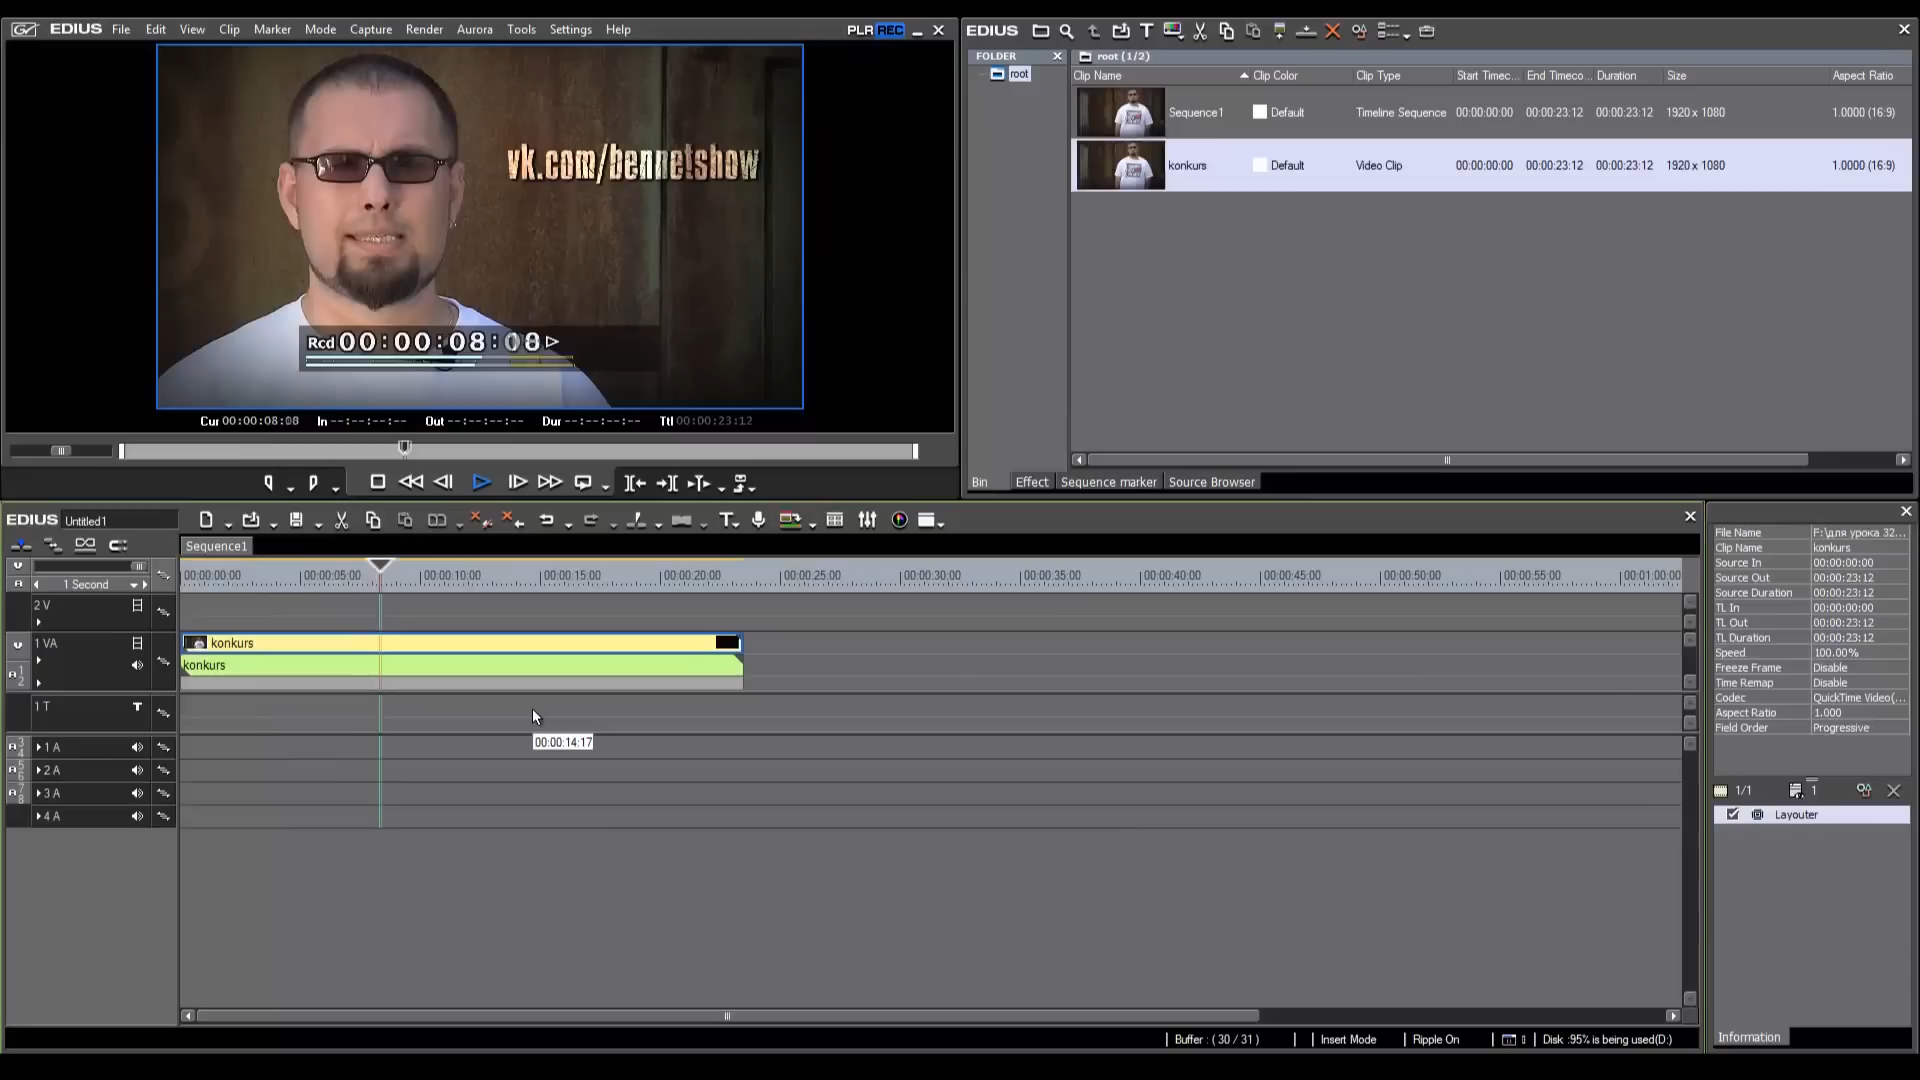 EDIUS File Edit View Clip Marker Mode Capture Render Aurora Tools Settings Help PLR REC
vk.com/bennetshow
Rcd 00:00:08:08
Cur 00:00:08:08 In --:--:--:-- Out --:--:--:-- Dur --:--:--:-- Ttl 00:00:23:12
EDIUS
FOLDER
root
root (1/2)
Clip Name Clip Color Clip Type Start Timec... End Timeco... Duration Size Aspect Ratio
Sequence1 Default Timeline Sequence 00:00:00:00 00:00:23:12 00:00:23:12 1920 x 1080 1.0000 (16:9)
konkurs Default Video Clip 00:00:00:00 00:00:23:12 00:00:23:12 1920 x 1080 1.0000 (16:9)
Bin Effect Sequence marker Source Browser
EDIUS Untitled1
Sequence1
1 Second
00:00:00:00 00:00:05:00 00:00:10:00 00:00:15:00 00:00:20:00 00:00:25:00 00:00:30:00 00:00:35:00 00:00:40:00 00:00:45:00 00:00:50:00 00:00:55:00 00:01:00:00
2 V
1 VA
konkurs
konkurs
1 T T
00:00:14:17
1 A
2 A
3 A
4 A
Buffer : ( 30 / 31 ) Insert Mode Ripple On Disk :95% is being used(D:)
File Name F:\для урока 32...
Clip Name konkurs
Source In 00:00:00:00
Source Out 00:00:23:12
Source Duration 00:00:23:12
TL In 00:00:00:00
TL Out 00:00:23:12
TL Duration 00:00:23:12
Speed 100.00%
Freeze Frame Disable
Time Remap Disable
Codec QuickTime Video(...
Aspect Ratio 1.000
Field Order Progressive
1/1 1
Layouter
Information